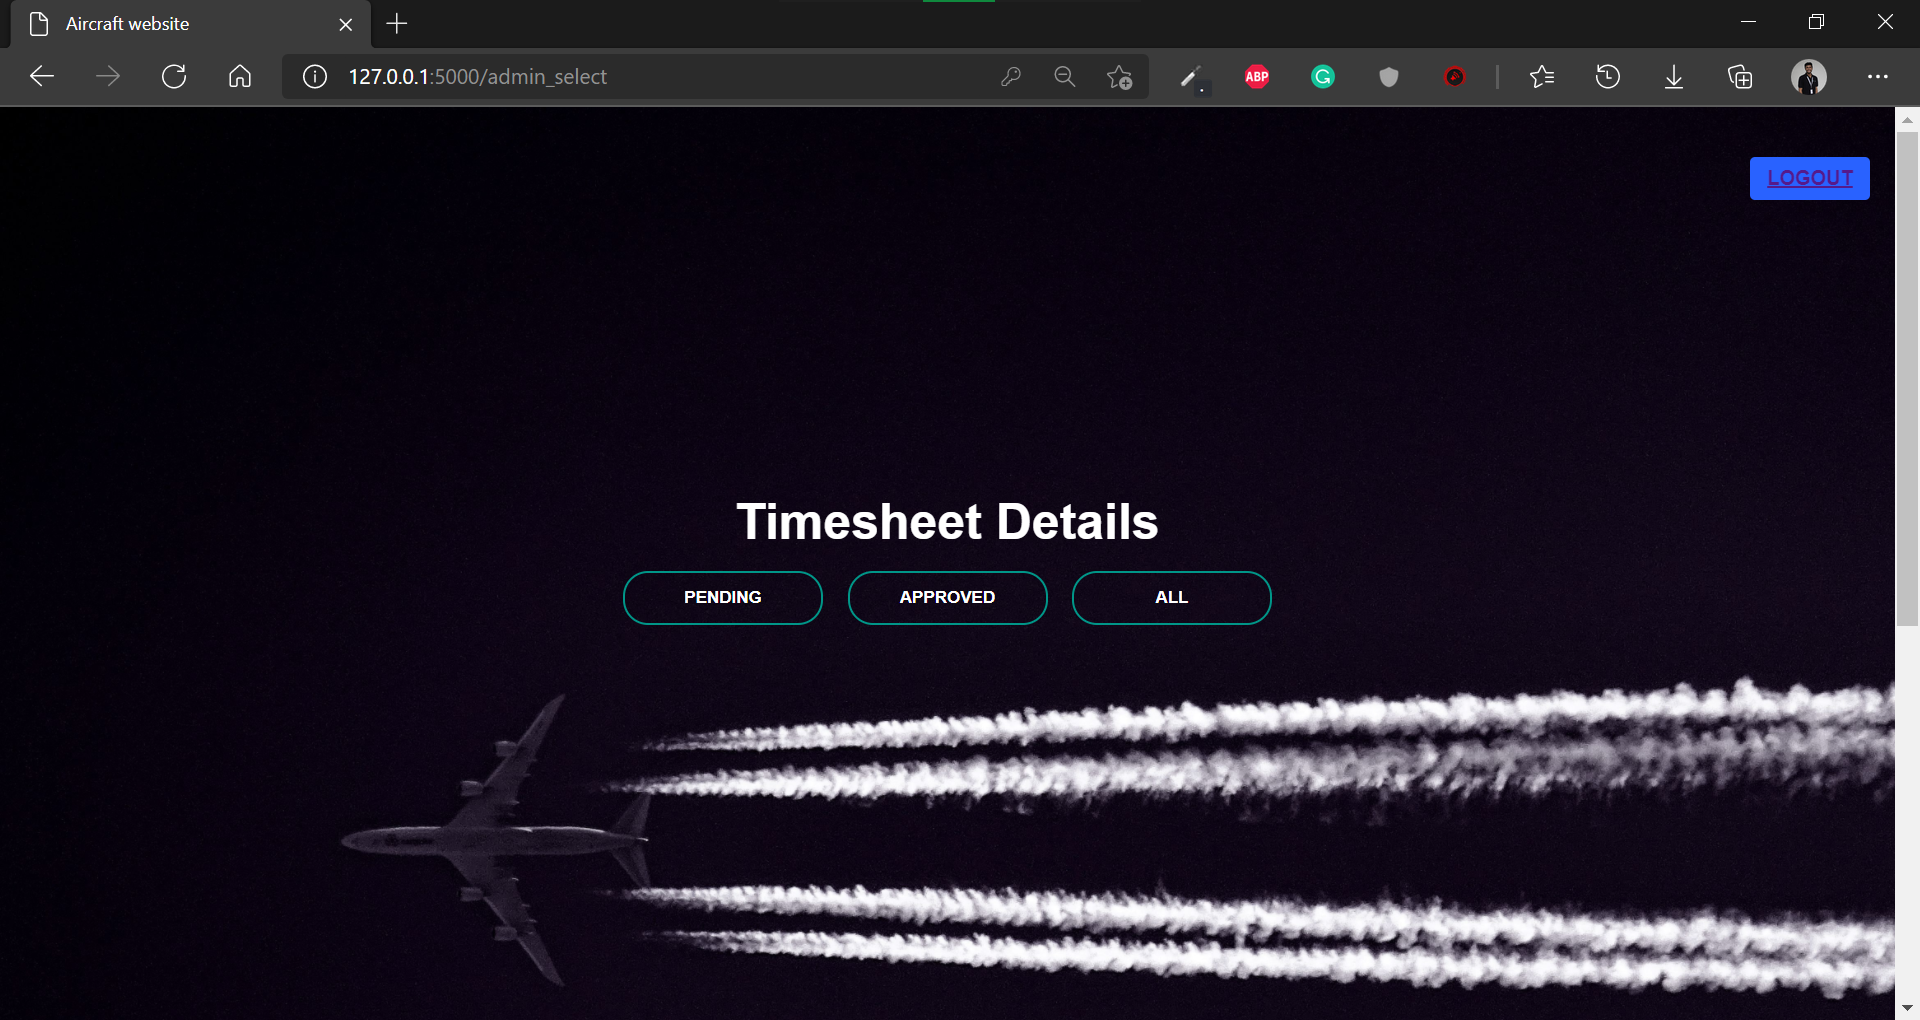 Aircraft website
127.0.0.1:5000/admin_select
ABP
LOGOUT
Timesheet Details
PENDING APPROVED ALL